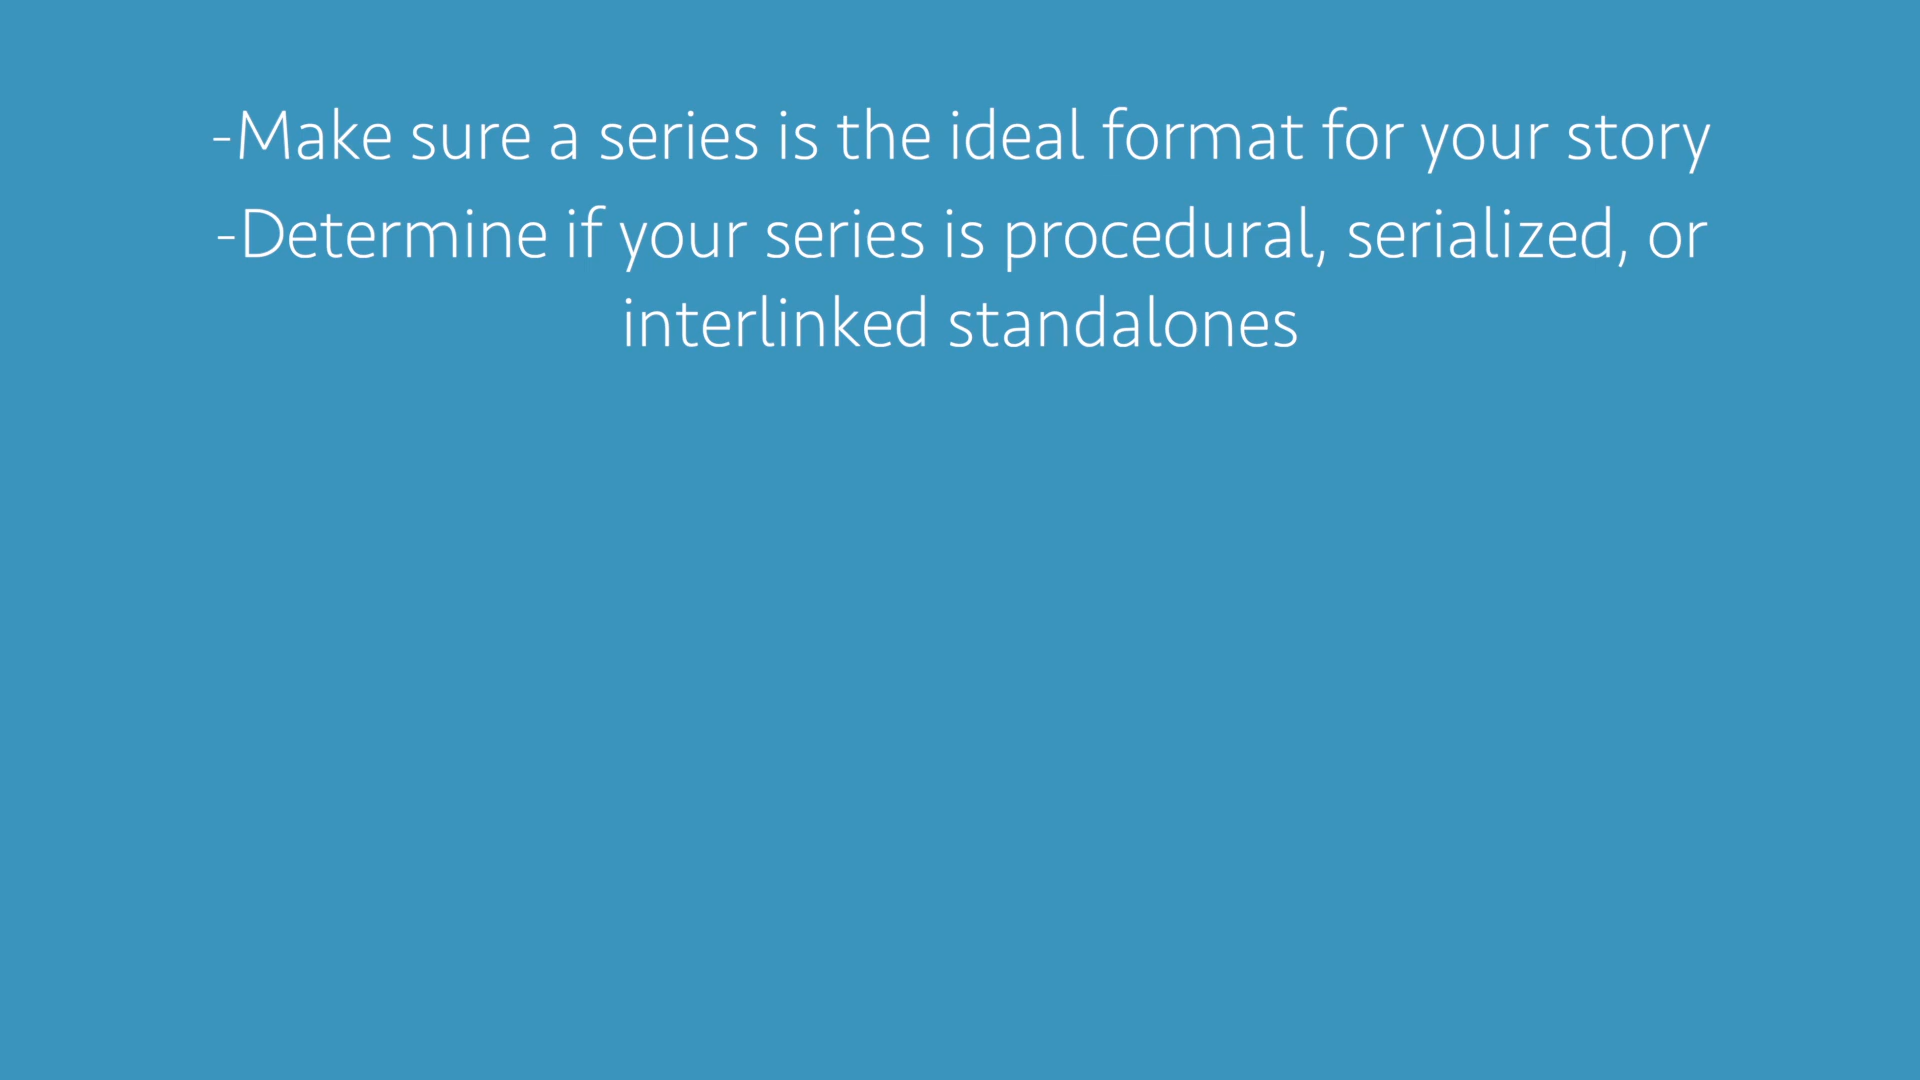 -Make sure a series is the ideal format for your story
-Determine if your series is procedural, serialized, or
interlinked standalones